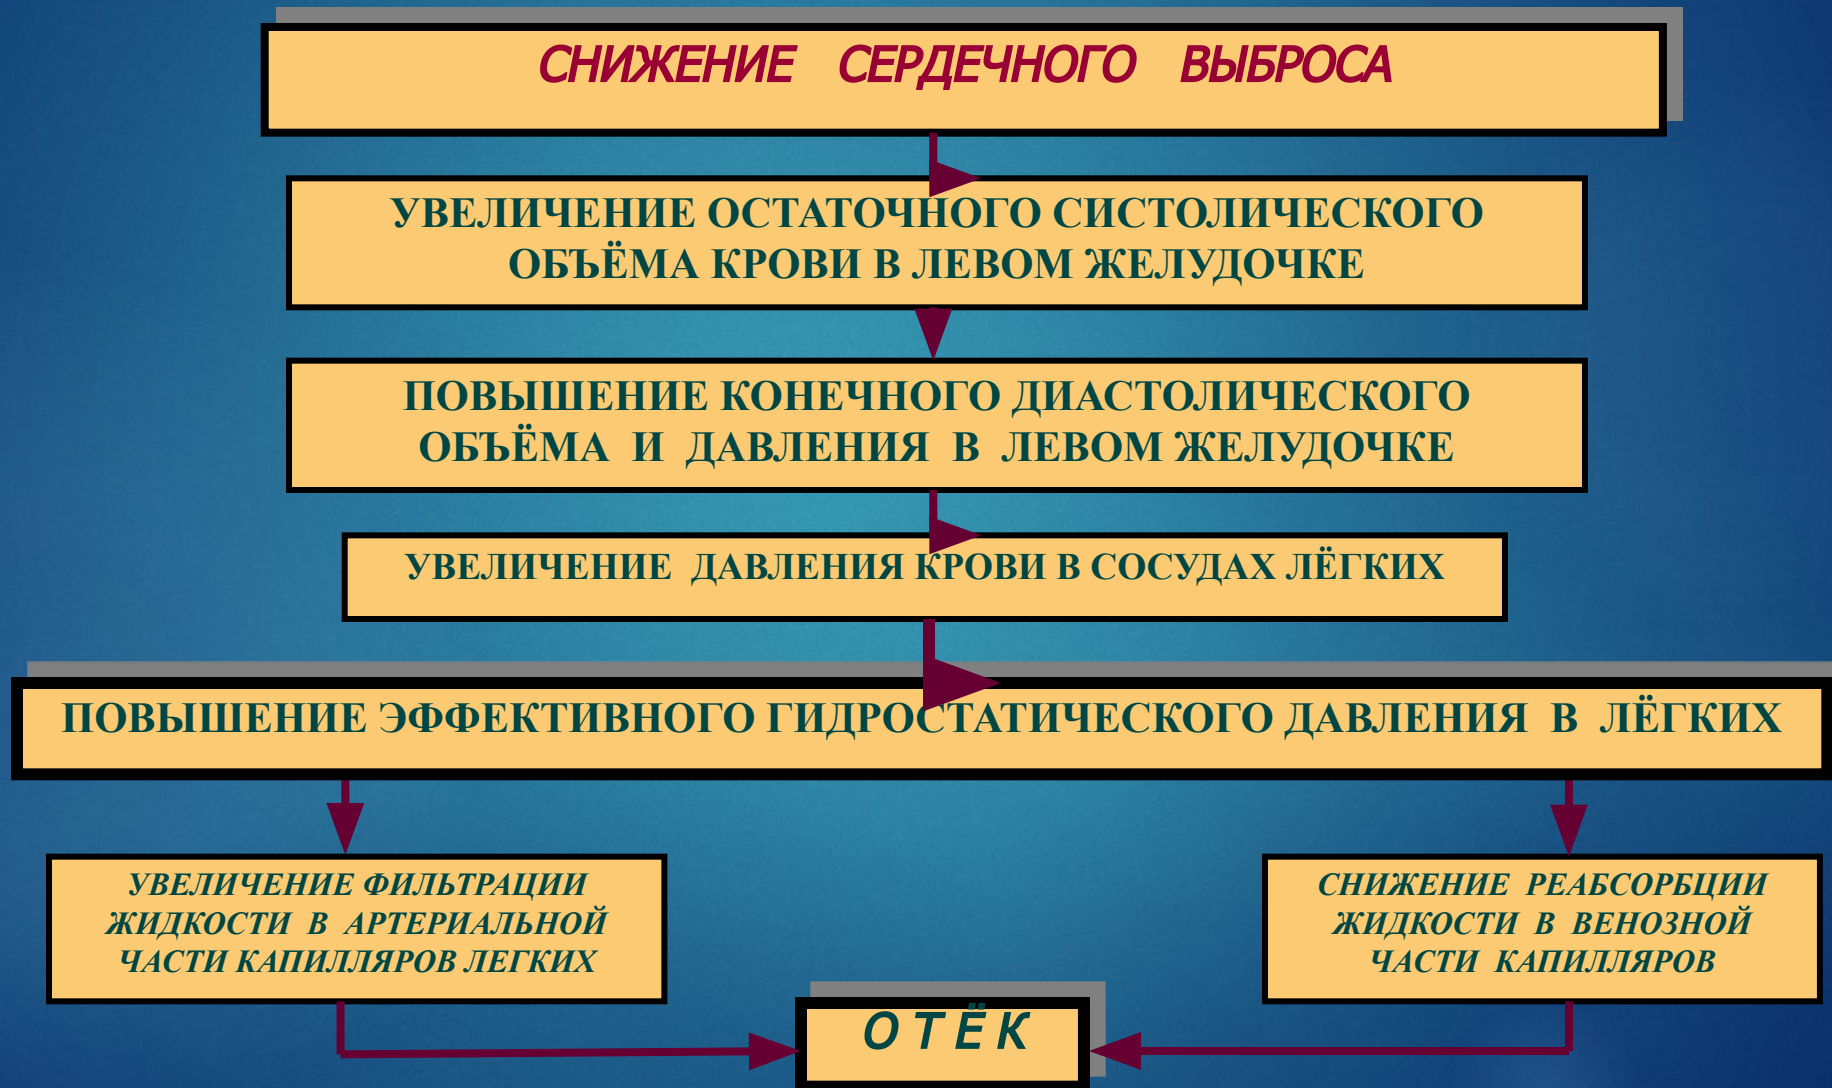 СНИЖЕНИЕ СЕРДЕЧНОГО ВЫБРОСА
УВЕЛИЧЕНИЕ ОСТАТОЧНОГО СИСТОЛИЧЕСКОГО
ОБЪЁМА КРОВИ В ЛЕВОМ ЖЕЛУДОЧКЕ
ПОВЫШЕНИЕ КОНЕЧНОГО ДИАСТОЛИЧЕСКОГО
ОБЪЁМА И ДАВЛЕНИЯ В ЛЕВОМ ЖЕЛУДОЧКЕ
УВЕЛИЧЕНИЕ ДАВЛЕНИЯ КРОВИ В СОСУДАХ ЛЁГКИХ
ПОВЫШЕНИЕ ЭФФЕКТИВНОГО ГИДРОСТАТИЧЕСКОГО ДАВЛЕНИЯ В ЛЁГКИХ
УВЕЛИЧЕНИЕ ФИЛЬТРАЦИИ
ЖИДКОСТИ В АРТЕРИАЛЬНОЙ
ЧАСТИ КАПИЛЛЯРОВ ЛЕГКИХ
СНИЖЕНИЕ РЕАБСОРБЦИИ
ЖИДКОСТИ В ВЕНОЗНОЙ
ЧАСТИ КАПИЛЛЯРОВ
О Т Ё К